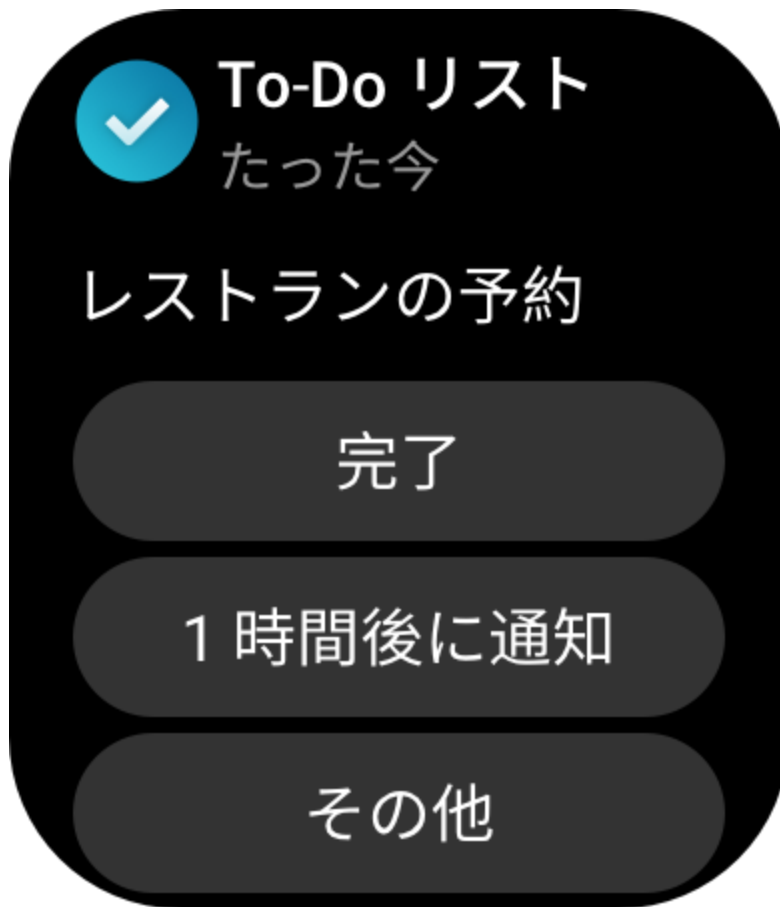 To-Do リスト
たった今
レストランの予約
完了
1 時間後に通知
その他